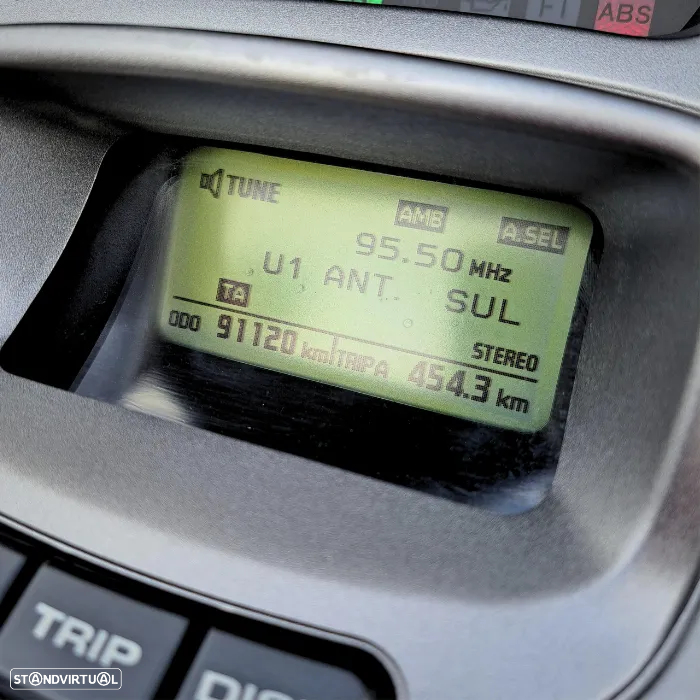 ABS
TUNE
AMB A.SEL
95.50 MHz
U1 ANT. SUL
TA
STEREO
ODO 91120 km TRIP A 454.3 km
TRIP
STANDVIRTUAL